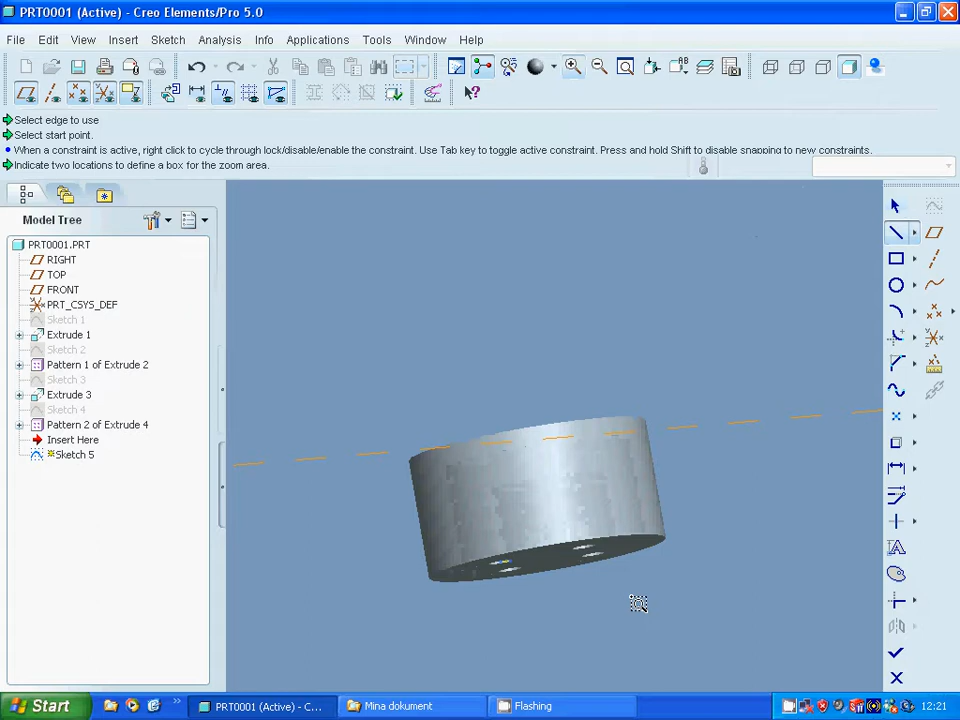 PRT0001 (Active) - Creo Elements/Pro 5.0
File Edit View Insert Sketch Analysis Info Applications Tools Window Help
Select edge to use
Select start point.
When a constraint is active, right click to cycle through lock/disable/enable the constraint. Use Tab key to toggle active constraint. Press and hold Shift to disable snapping to new constraints.
Indicate two locations to define a box for the zoom area.
Model Tree
PRT0001.PRT
RIGHT
TOP
FRONT
PRT_CSYS_DEF
Sketch 1
Extrude 1
Sketch 2
Pattern 1 of Extrude 2
Sketch 3
Extrude 3
Sketch 4
Pattern 2 of Extrude 4
Insert Here
Sketch 5
Start
PRT0001 (Active) - C...
Mina dokument
Flashing
12:21